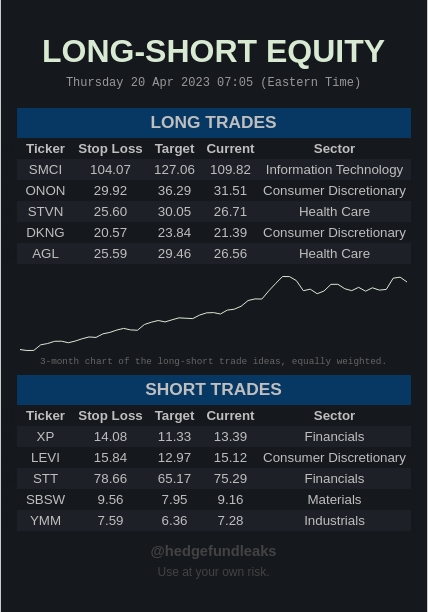 LONG-SHORT EQUITY
Thursday 20 Apr 2023 07:05 (Eastern Time)
LONG TRADES
Ticker Stop Loss Target Current Sector
SMCI 104.07 127.06 109.82 Information Technology
ONON 29.92 36.29 31.51 Consumer Discretionary
STVN 25.60 30.05 26.71 Health Care
DKNG 20.57 23.84 21.39 Consumer Discretionary
AGL 25.59 29.46 26.56 Health Care
3-month chart of the long-short trade ideas, equally weighted.
SHORT TRADES
Ticker Stop Loss Target Current Sector
XP 14.08 11.33 13.39 Financials
LEVI 15.84 12.97 15.12 Consumer Discretionary
STT 78.66 65.17 75.29 Financials
SBSW 9.56 7.95 9.16 Materials
YMM 7.59 6.36 7.28 Industrials
@hedgefundleaks
Use at your own risk.